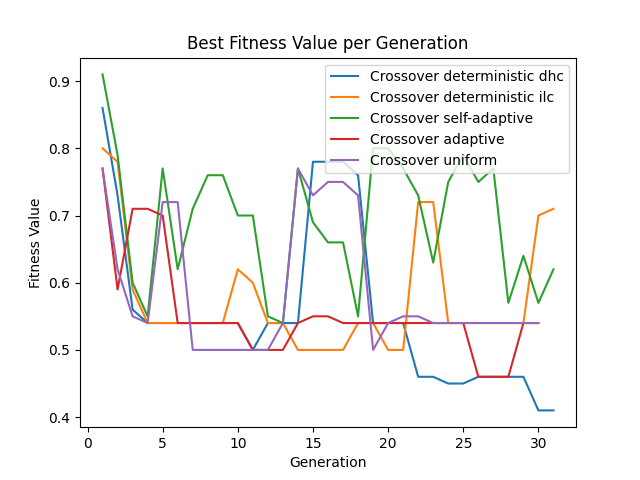 Best Fitness Value per Generation
Crossover deterministic dhc
Crossover deterministic ilc
Crossover self-adaptive
Crossover adaptive
Crossover uniform
Fitness Value
0.9
0.8
0.7
0.6
0.5
0.4
0 5 10 15 20 25 30
Generation